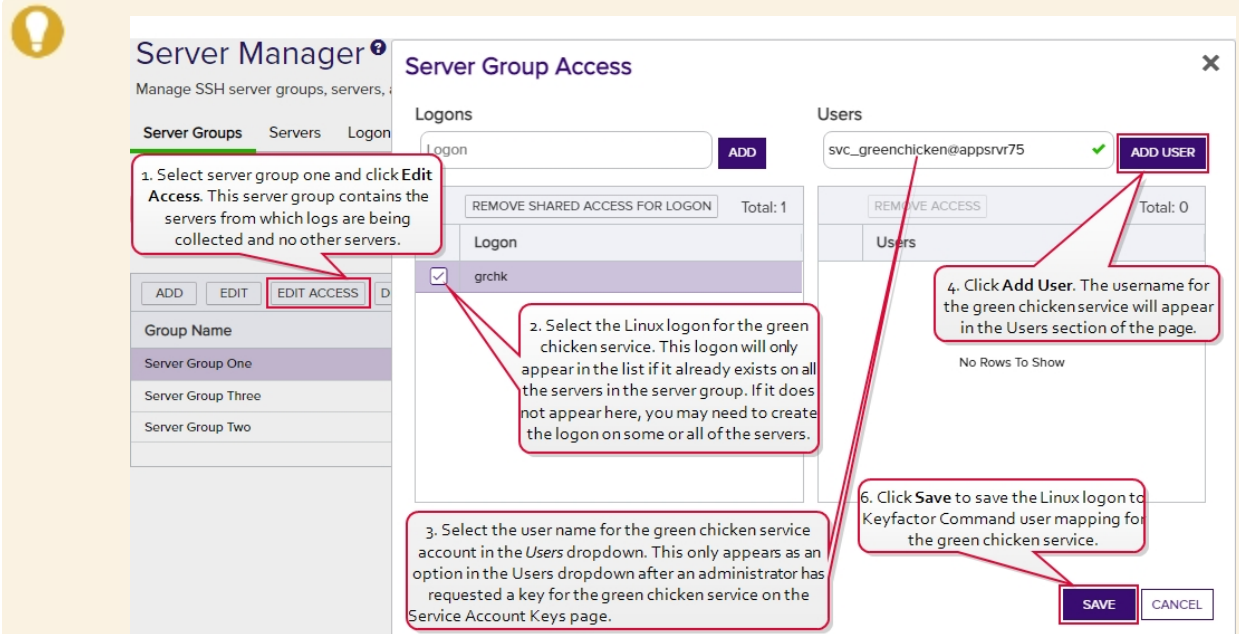 Server Manager ?
Manage SSH server groups, servers,
Server Groups Servers Logon
1. Select server group one and click Edit
Access. This server group contains the
servers from which logs are being
collected and no other servers.
ADD EDIT EDIT ACCESS D
Group Name
Server Group One
Server Group Three
Server Group Two
Server Group Access
Logons
Logon ADD
REMOVE SHARED ACCESS FOR LOGON Total: 1
Logon
grchk
2. Select the Linux logon for the green
chicken service. This logon will only
appear in the list if it already exists on all
the servers in the server group. If it does
not appear here, you may need to create
the logon on some or all of the servers.
3. Select the user name for the green chicken service
account in the Users dropdown. This only appears as an
option in the Users dropdown after an administrator has
requested a key for the green chicken service on the
Service Account Keys page.
Users
svc_greenchicken@appsrvr75 ADD USER
REMOVE ACCESS Total: 0
Users
4. Click Add User. The username for
the green chicken service will appear
in the Users section of the page.
No Rows To Show
6. Click Save to save the Linux logon to
Keyfactor Command user mapping for
the green chicken service.
SAVE CANCEL